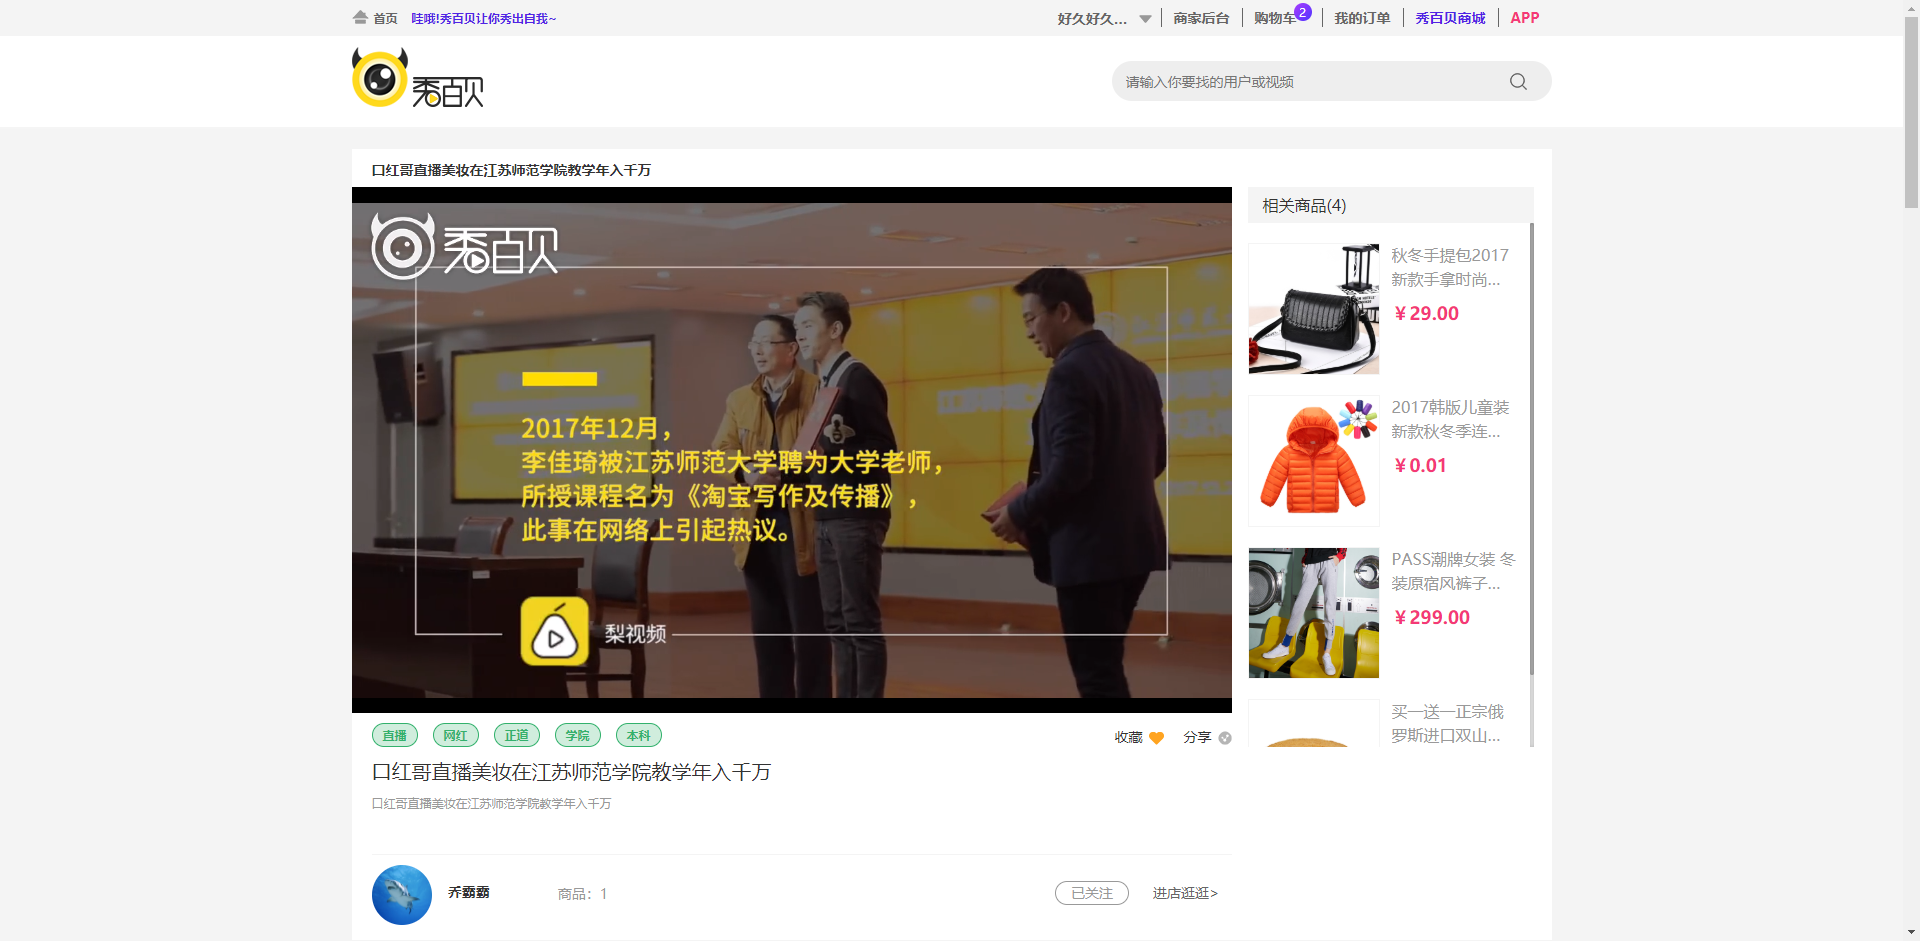 首页 哇哦!秀百贝让你秀出自我~ 好久好久... 商家后台 购物车 2 我的订单 秀百贝商城 APP
秀百贝
请输入你要找的用户或视频
口红哥直播美妆在江苏师范学院教学年入千万
相关商品(4)
秀百贝
秋冬手提包2017
新款手拿时尚...
¥29.00
2017韩版儿童装
新款秋冬季连...
¥0.01
PASS潮牌女装 冬
装原宿风裤子...
¥299.00
买一送一正宗俄
罗斯进口双山...
2017年12月，
李佳琦被江苏师范大学聘为大学老师，
所授课程名为《淘宝写作及传播》，
此事在网络上引起热议。
梨视频
直播 网红 正道 学院 本科 收藏 分享
口红哥直播美妆在江苏师范学院教学年入千万
口红哥直播美妆在江苏师范学院教学年入千万
乔霸霸 商品：1 已关注 进店逛逛>